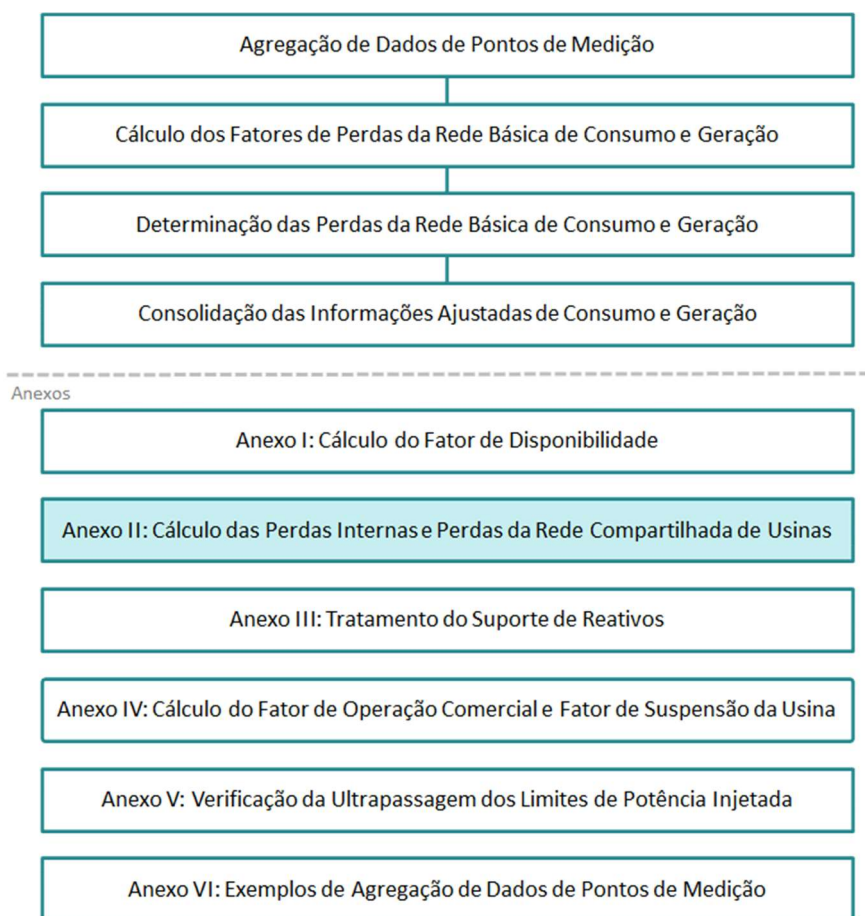 Agregação de Dados de Pontos de Medição
Cálculo dos Fatores de Perdas da Rede Básica de Consumo e Geração
Determinação das Perdas da Rede Básica de Consumo e Geração
Consolidação das Informações Ajustadas de Consumo e Geração
Anexos
Anexo I: Cálculo do Fator de Disponibilidade
Anexo II: Cálculo das Perdas Internas e Perdas da Rede Compartilhada de Usinas
Anexo III: Tratamento do Suporte de Reativos
Anexo IV: Cálculo do Fator de Operação Comercial e Fator de Suspensão da Usina
Anexo V: Verificação da Ultrapassagem dos Limites de Potência Injetada
Anexo VI: Exemplos de Agregação de Dados de Pontos de Medição